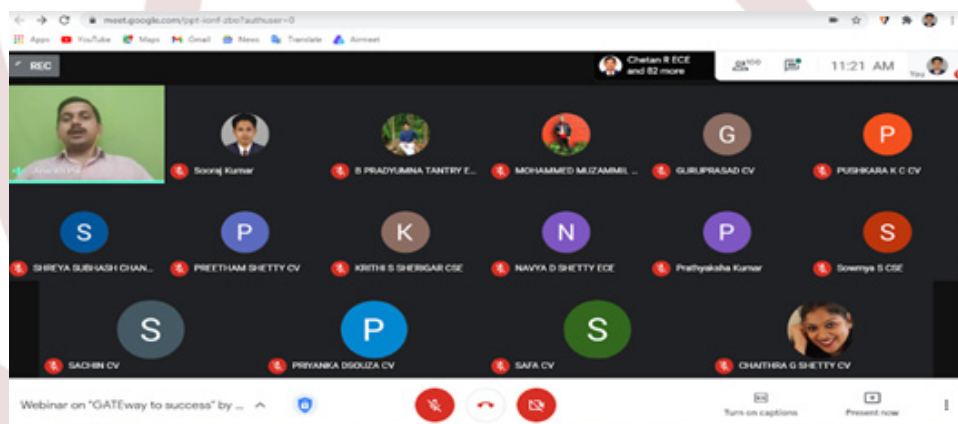 meet.google.com/ppt-ionf-zbo?authuser=0
Apps YouTube Maps Gmail News Translate Airmeet
REC
Chetan R ECE
and 82 more
100
11:21 AM
You
Sooraj Kumar
B PRADYUMNA TANTRY E...
MOHAMMED MUZAMMIL ...
G
GURUPRASAD CV
P
PUSHKARA K C CV
S
SHREYA SUBHASH CHAN...
P
PREETHAM SHETTY CV
K
KRITHI S SHERIGAR CSE
N
NAVYA D SHETTY ECE
P
Prathyaksha Kumar
S
Sowmya S CSE
S
SACHIN CV
P
PRIYANKA DSOUZA CV
S
SAFA CV
CHAITHRA G SHETTY CV
Webinar on "GATEway to success" by ...
Turn on captions
Present now